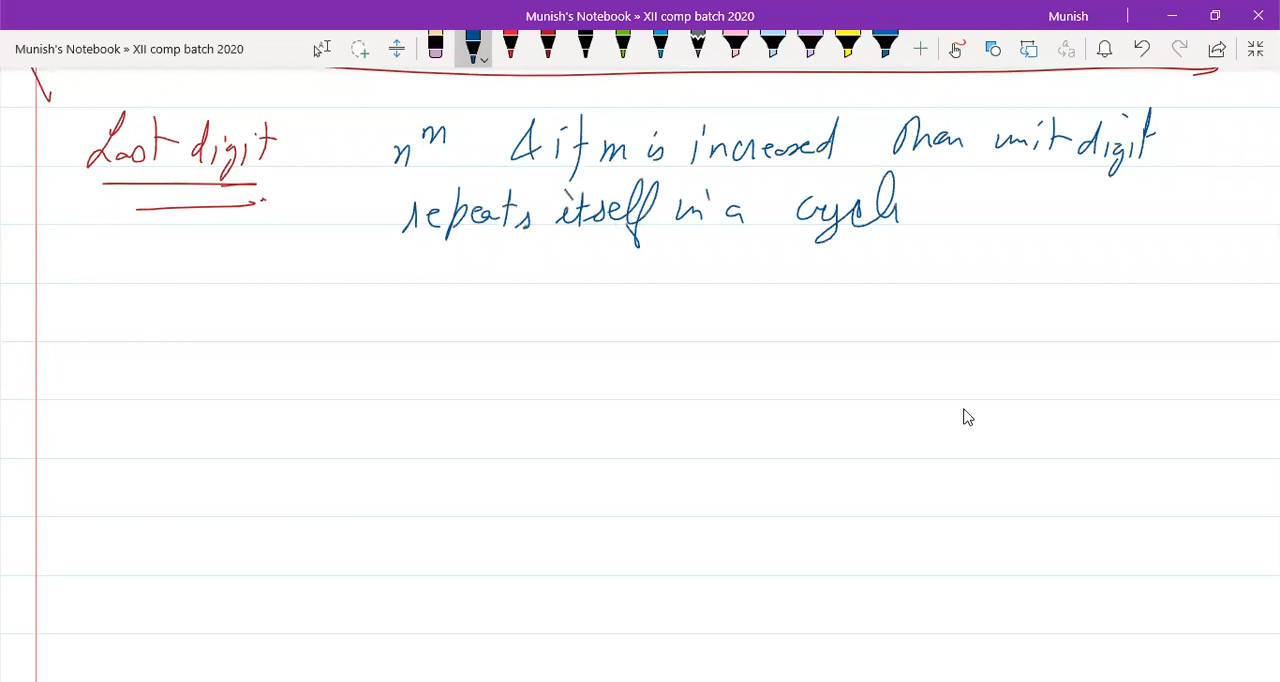 Munish's Notebook » XII comp batch 2020
Munish
Munish's Notebook » XII comp batch 2020
Last digit
n^m & if m is increased then unit digit
repeats itself in a cycle